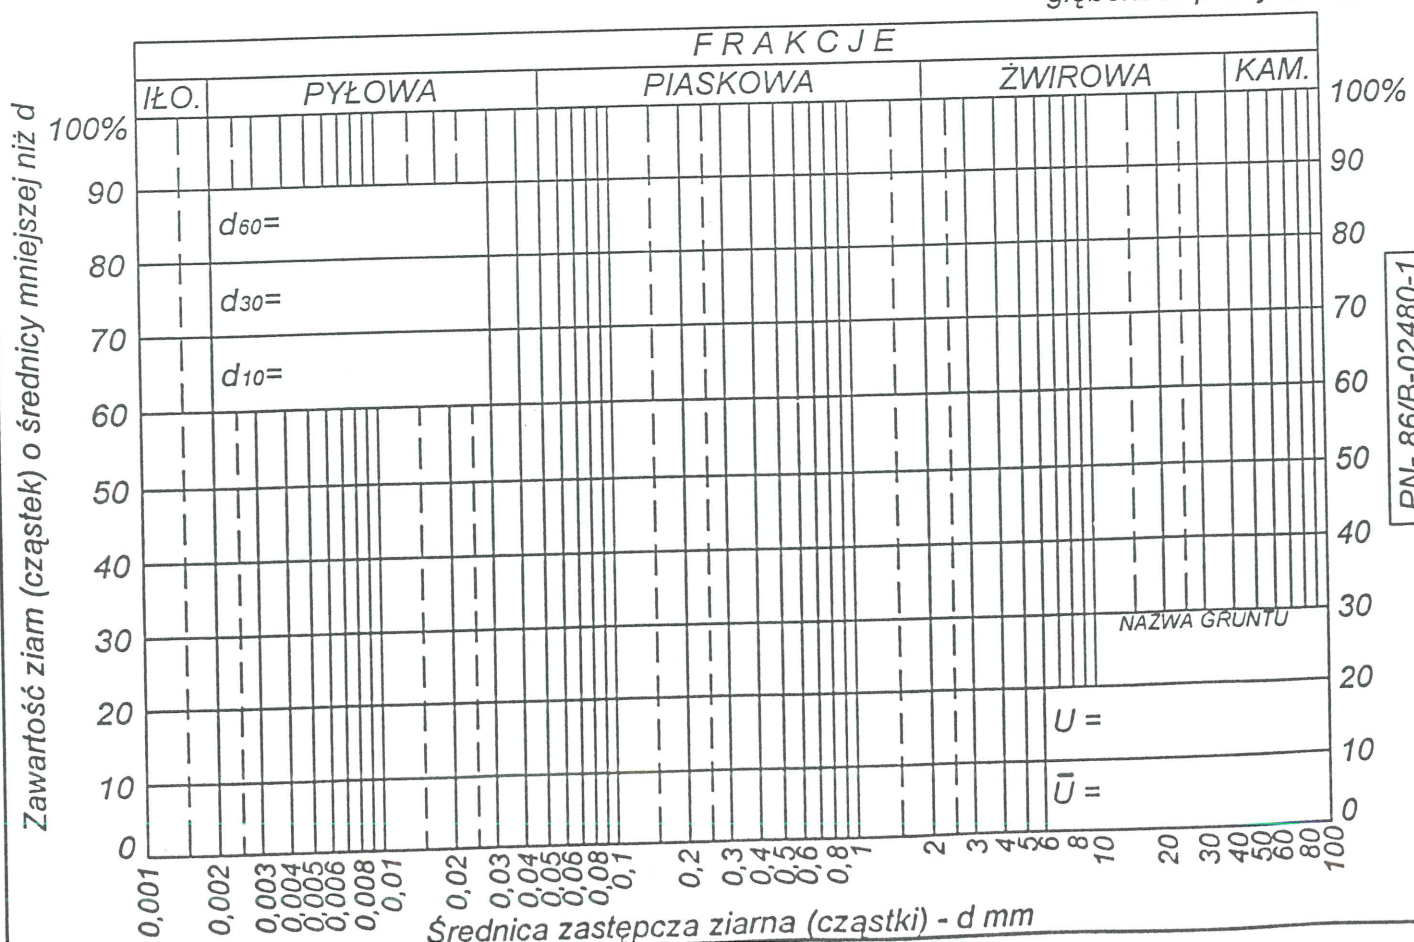 FRAKCJE
IŁO. PYŁOWA PIASKOWA ŻWIROWA KAM.
Zawartość ziarn (cząstek) o średnicy mniejszej niż d
100% 100%
90 90
d60=
80 80
d30=
70 70
d10=
60 60
50 50
40 40
30 30
NAZWA GRUNTU
20 20
U =
10 10
Ū =
0 0
0,001 0,002 0,003 0,004 0,005 0,006 0,008 0,01 0,02 0,03 0,04 0,05 0,06 0,08 0,1 0,2 0,3 0,4 0,5 0,6 0,8 1 2 3 4 5 6 8 10 20 30 40 50 60 80 100
Średnica zastępcza ziarna (cząstki) - d mm
PN- 86/B-02480-1